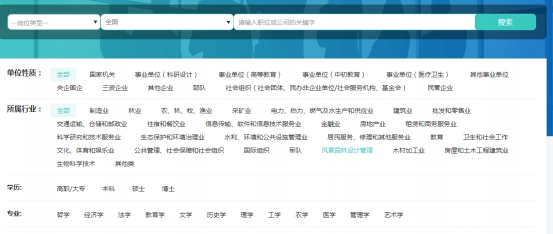 --岗位类型-- 全国 请输入职位或公司的关键字 搜索
单位性质： 全部 国家机关 事业单位（科研设计） 事业单位（高等教育） 事业单位（中初教育） 事业单位（医疗卫生） 其他事业单位
央企国企 三资企业 其他企业 部队 社会组织（社会团体、民办非企业单位/社会服务机构、基金会） 民营企业
所属行业： 全部 制造业 林业 农、林、牧、渔业 采矿业 电力、热力、燃气及水生产和供应业 建筑业 批发和零售业
交通运输、仓储和邮政业 住宿和餐饮业 信息传输、软件和信息技术服务业 金融业 房地产业 租赁和商务服务业
科学研究和技术服务业 生态保护和环境治理业 水利、环境和公共设施管理业 居民服务、修理和其他服务业 教育 卫生和社会工作
文化、体育和娱乐业 公共管理、社会保障和社会组织 国际组织 军队 风景园林设计管理 木材加工业 房屋和土木工程建筑业
生物科学技术 其他类
学历: 高职/大专 本科 硕士 博士
专业: 哲学 经济学 法学 教育学 文学 历史学 理学 工学 农学 医学 管理学 艺术学